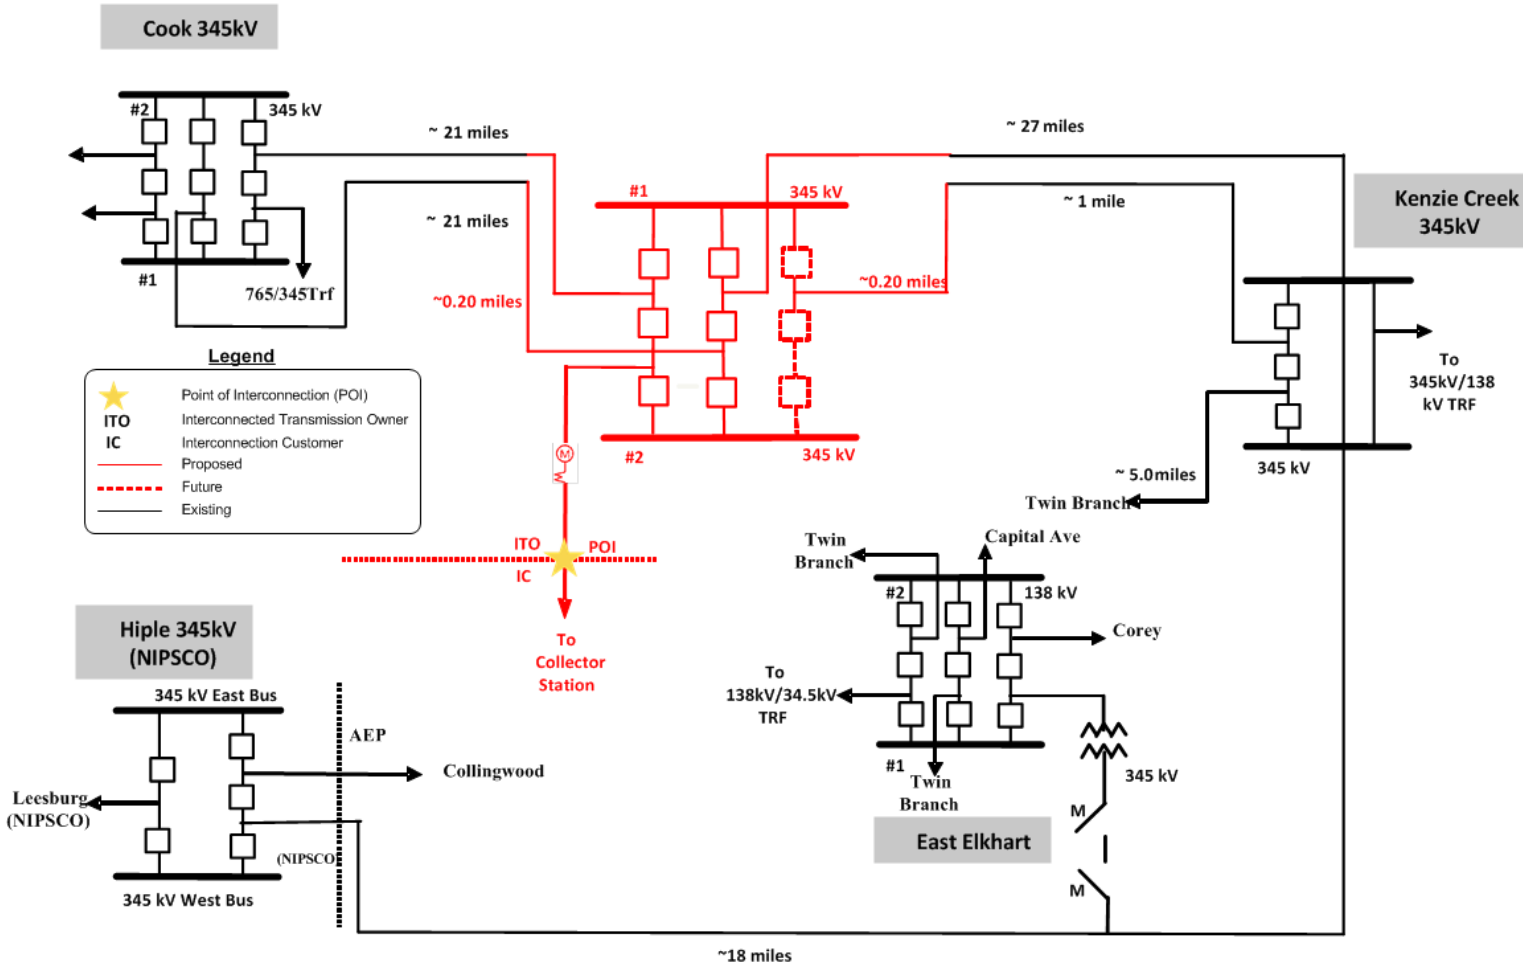 Cook 345kV
#2
345 kV
~ 21 miles
~ 27 miles
#1
345 kV
~ 1 mile
Kenzie Creek
345kV
~ 21 miles
#1
765/345Trf
~0.20 miles
~0.20 miles
Legend
Point of Interconnection (POI)
ITO
Interconnected Transmission Owner
IC
Interconnection Customer
Proposed
Future
Existing
To
345kV/138
kV TRF
#2
345 kV
M
345 kV
~ 5.0miles
Twin Branch
ITO
POI
IC
Twin
Branch
Capital Ave
#2
138 kV
To
Collector
Station
Corey
Hiple 345kV
(NIPSCO)
To
138kV/34.5kV
TRF
345 kV East Bus
AEP
#1
Twin
Branch
345 kV
Collingwood
Leesburg
(NIPSCO)
M
East Elkhart
(NIPSCO)
M
345 kV West Bus
~18 miles